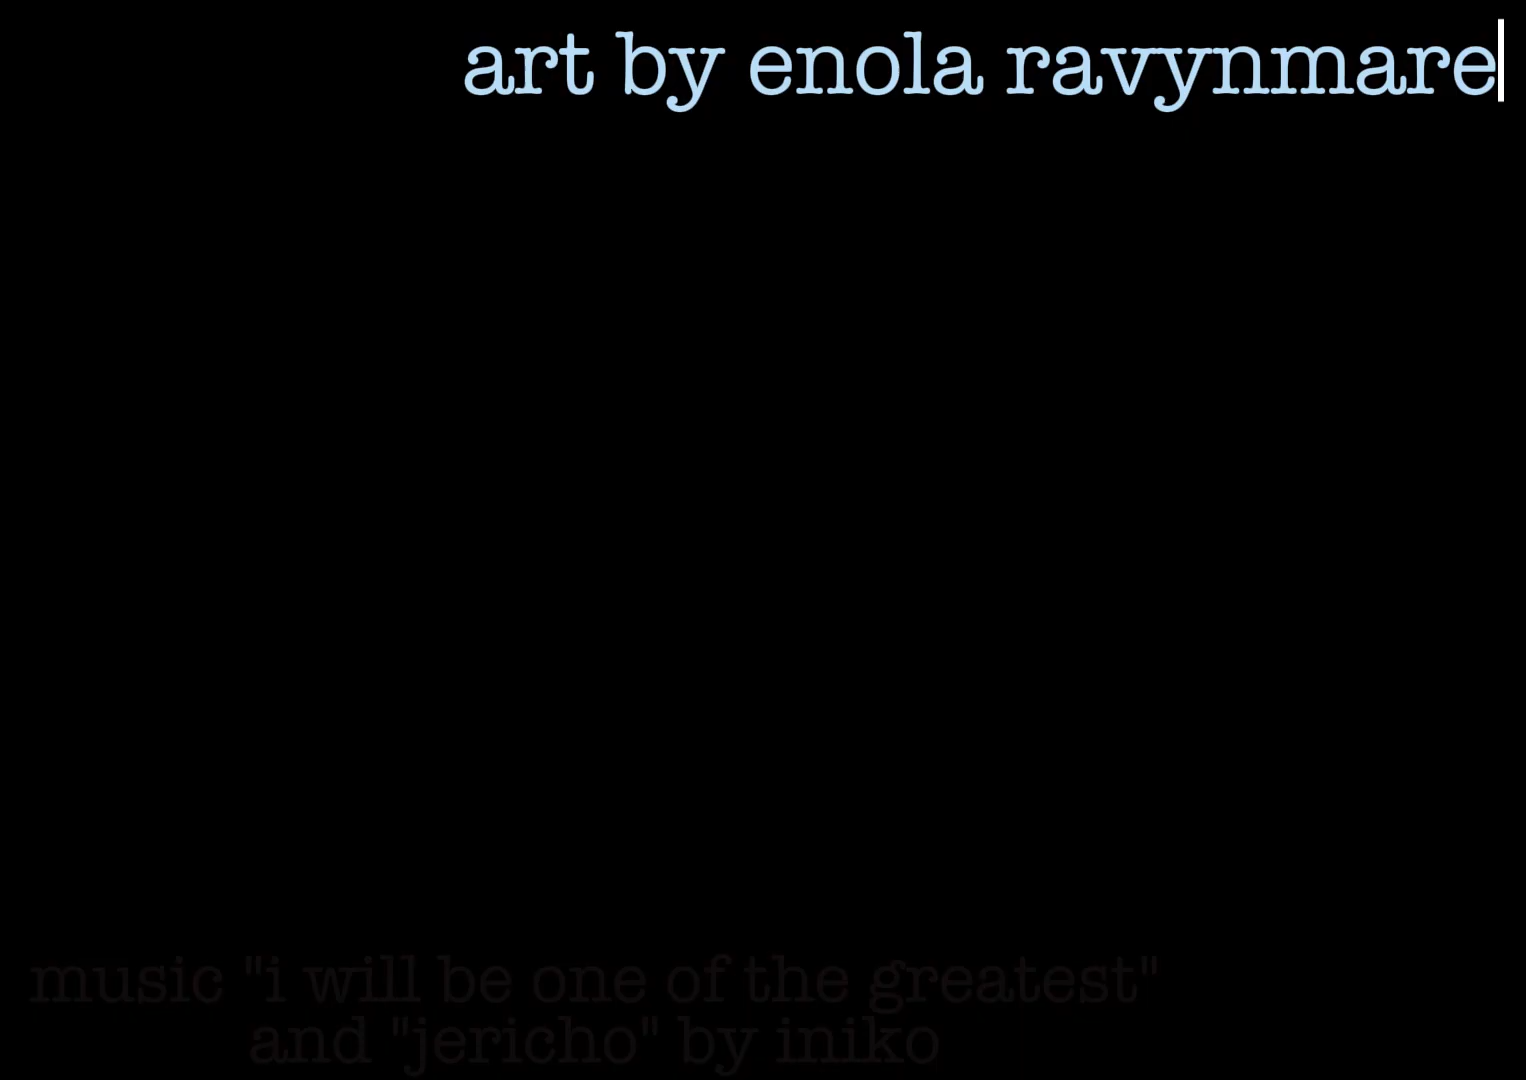 art by enola ravynmare
music "i will be one of the greatest"
and "jericho" by iniko